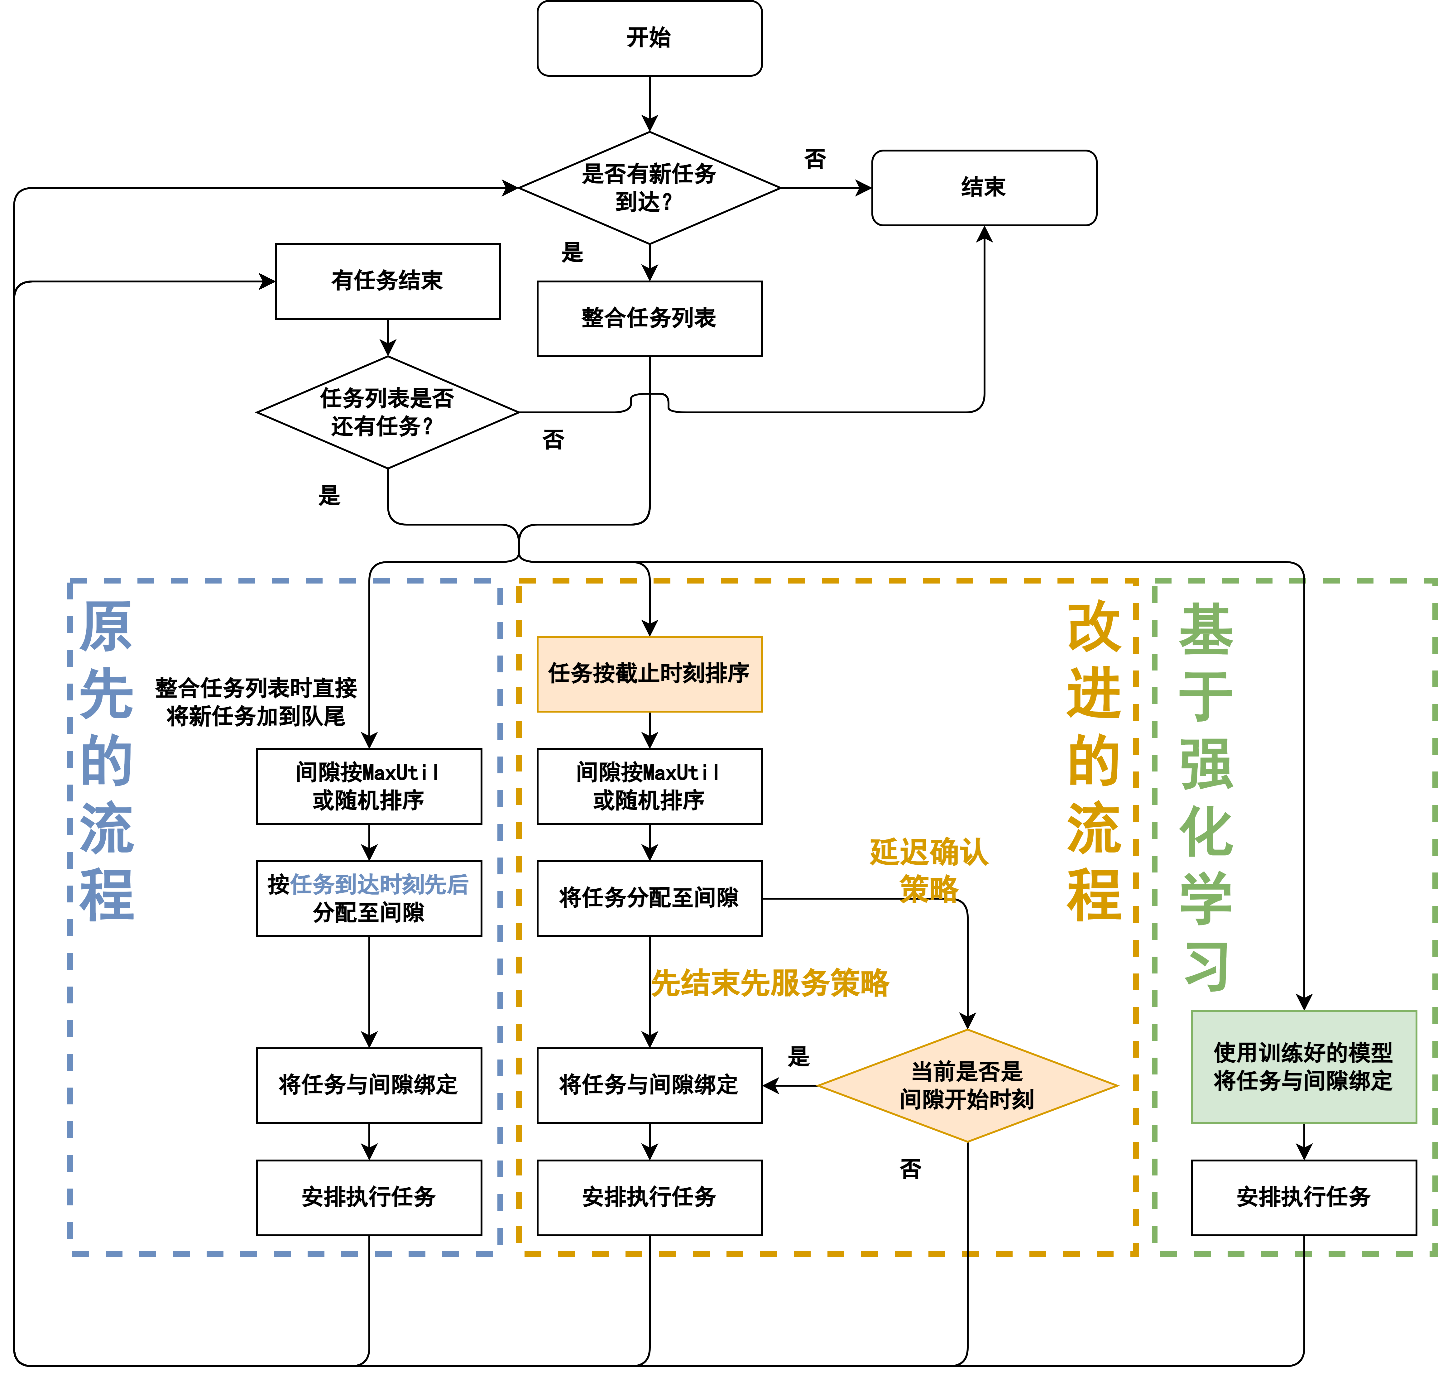 开始
是否有新任务
到达?
否
结束
是
有任务结束
整合任务列表
任务列表是否
还有任务?
否
是
原先的流程
整合任务列表时直接
将新任务加到队尾
间隙按MaxUtil
或随机排序
按任务到达时刻先后
分配至间隙
将任务与间隙绑定
安排执行任务
改进的流程
任务按截止时刻排序
间隙按MaxUtil
或随机排序
将任务分配至间隙
延迟确认
策略
先结束先服务策略
是
当前是否是
间隙开始时刻
将任务与间隙绑定
否
安排执行任务
基于强化学习
使用训练好的模型
将任务与间隙绑定
安排执行任务